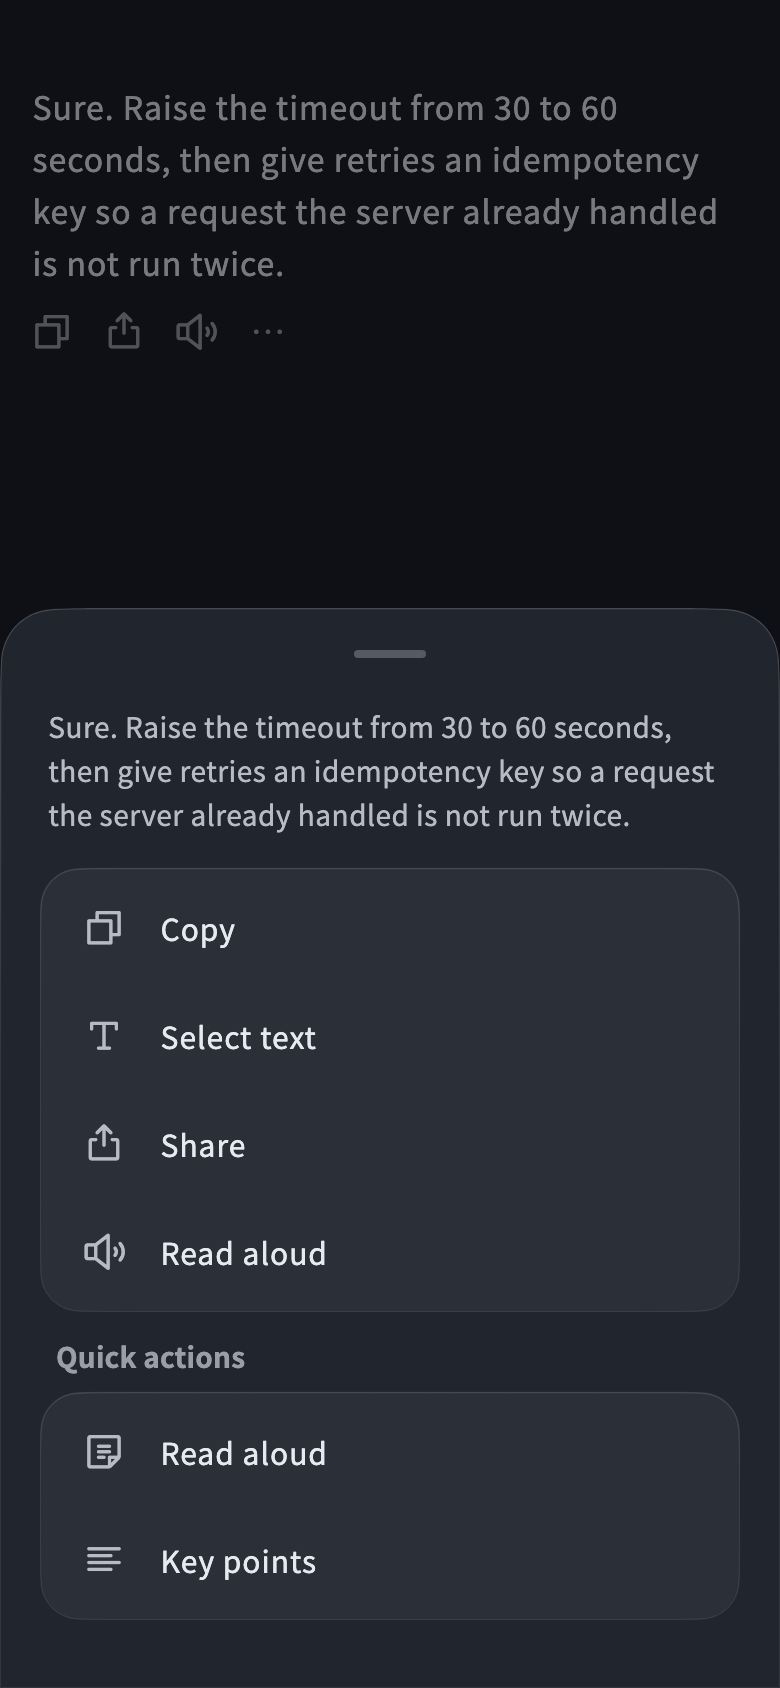 Sure. Raise the timeout from 30 to 60
seconds, then give retries an idempotency
key so a request the server already handled
is not run twice.
Sure. Raise the timeout from 30 to 60 seconds,
then give retries an idempotency key so a request
the server already handled is not run twice.
Copy
Select text
Share
Read aloud
Quick actions
Read aloud
Key points